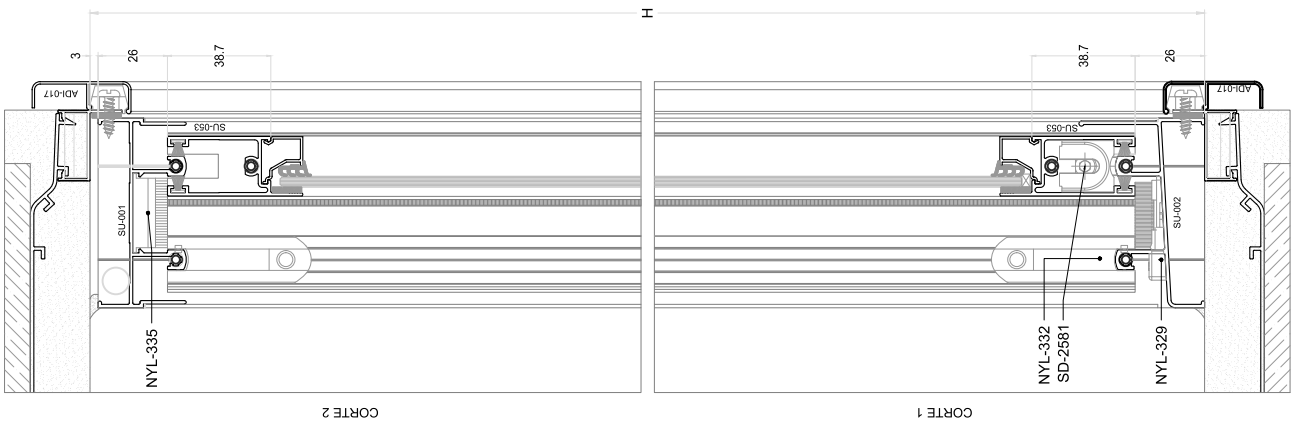 H
3
26
38.7
38.7
26
ADI-017
ADI-017
SU-053
SU-053
SU-001
SU-002
NYL-335
NYL-332
SD-2581
NYL-329
CORTE 2
CORTE 1